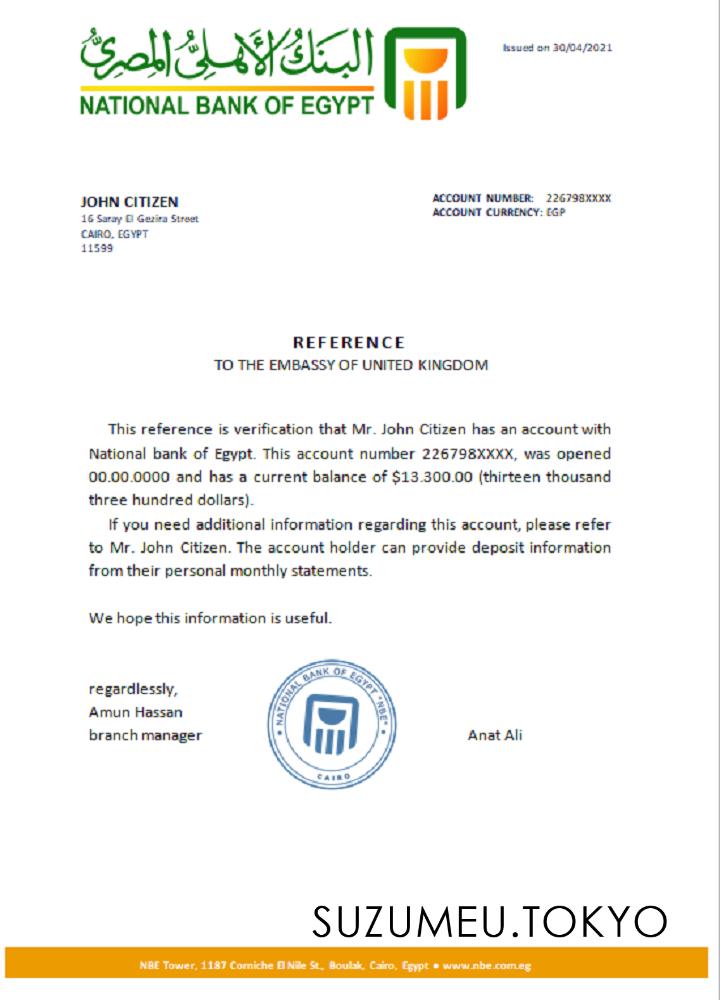 البنك الأهلي المصري
NATIONAL BANK OF EGYPT
Issued on 30/04/2021
JOHN CITIZEN
16 Saray El Gezira Street
CAIRO, EGYPT
11599
ACCOUNT NUMBER: 226798XXXX
ACCOUNT CURRENCY: EGP
REFERENCE
TO THE EMBASSY OF UNITED KINGDOM
This reference is verification that Mr. John Citizen has an account with
National bank of Egypt. This account number 226798XXXX, was opened
00.00.0000 and has a current balance of $13.300.00 (thirteen thousand
three hundred dollars).
If you need additional information regarding this account, please refer
to Mr. John Citizen. The account holder can provide deposit information
from their personal monthly statements.
We hope this information is useful.
regardlessly,
Amun Hassan
branch manager
NATIONAL BANK OF EGYPT "NBE"
CAIRO
Anat Ali
SUZUMEU.TOKYO
NBE Tower, 1187 Corniche El Nile St., Boulak, Cairo, Egypt • www.nbe.com.eg